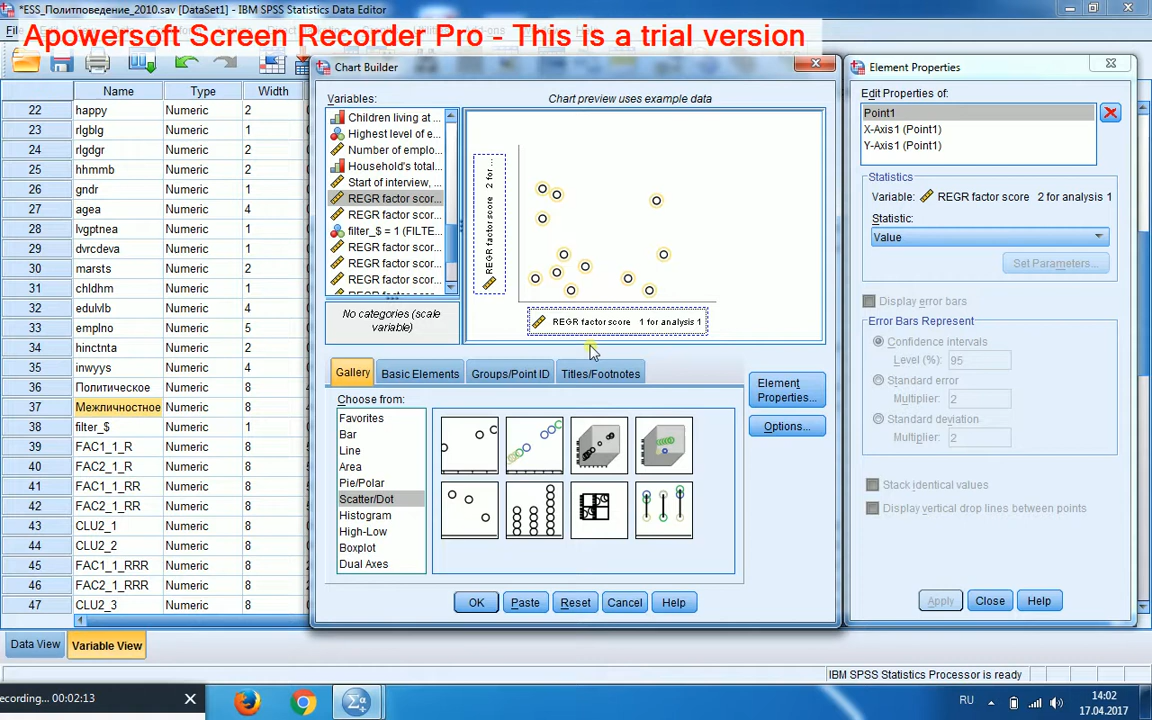 *ESS_Политповедение_2010.sav [DataSet1] - IBM SPSS Statistics Data Editor
Apowersoft Screen Recorder Pro - This is a trial version
Name Type Width
22 happy Numeric 2
23 rlgblg Numeric 1
24 rlgdgr Numeric 2
25 hhmmb Numeric 2
26 gndr Numeric 1
27 agea Numeric 4
28 lvgptnea Numeric 1
29 dvrcdeva Numeric 1
30 marsts Numeric 2
31 chldhm Numeric 1
32 edulvlb Numeric 4
33 emplno Numeric 5
34 hinctnta Numeric 2
35 inwyys Numeric 4
36 Политическое Numeric 8
37 Межличностное Numeric 8
38 filter_$ Numeric 1
39 FAC1_1_R Numeric 8
40 FAC2_1_R Numeric 8
41 FAC1_1_RR Numeric 8
42 FAC2_1_RR Numeric 8
43 CLU2_1 Numeric 8
44 CLU2_2 Numeric 8
45 FAC1_1_RRR Numeric 8
46 FAC2_1_RRR Numeric 8
47 CLU2_3 Numeric 8
Data View Variable View
Chart Builder
Variables:
Children living at ...
Highest level of e...
Number of emplo...
Household's total...
Start of interview, ...
REGR factor scor...
REGR factor scor...
filter_$ = 1 (FILTE...
REGR factor scor...
REGR factor scor...
REGR factor scor...
No categories (scale
variable)
Chart preview uses example data
REGR factor score 2 for ...
REGR factor score 1 for analysis 1
Gallery Basic Elements Groups/Point ID Titles/Footnotes
Choose from:
Favorites
Bar
Line
Area
Pie/Polar
Scatter/Dot
Histogram
High-Low
Boxplot
Dual Axes
Element
Properties...
Options...
OK Paste Reset Cancel Help
Element Properties
Edit Properties of:
Point1
X-Axis1 (Point1)
Y-Axis1 (Point1)
Statistics
Variable: REGR factor score 2 for analysis 1
Statistic:
Value
Set Parameters...
Display error bars
Error Bars Represent
Confidence intervals
Level (%): 95
Standard error
Multiplier: 2
Standard deviation
Multiplier: 2
Stack identical values
Display vertical drop lines between points
Apply Close Help
IBM SPSS Statistics Processor is ready
ecording... 00:02:13
RU
14:02
17.04.2017